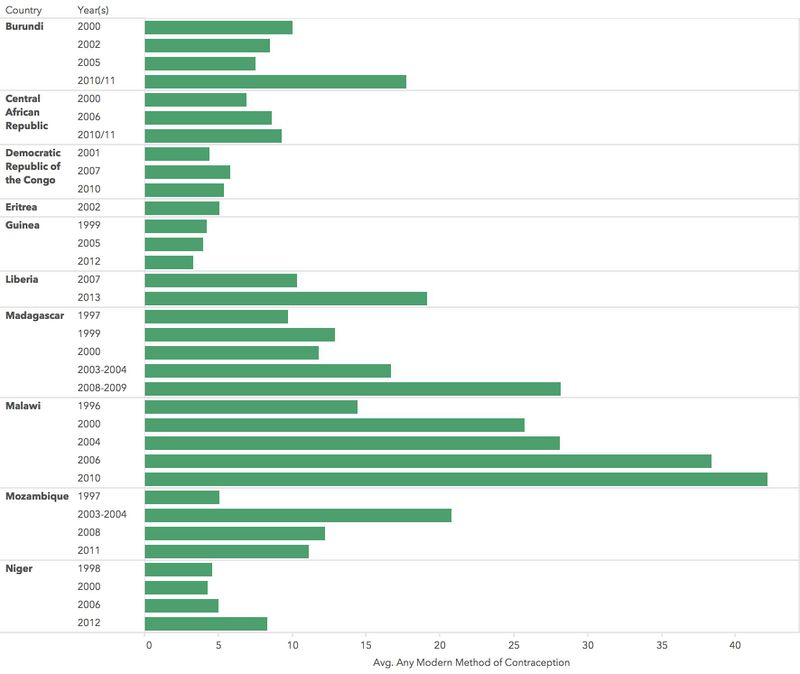 Country Year(s)
Burundi 2000
2002
2005
2010/11
Central 2000
African 2006
Republic 2010/11
Democratic 2001
Republic of 2007
the Congo 2010
Eritrea 2002
Guinea 1999
2005
2012
Liberia 2007
2013
Madagascar 1997
1999
2000
2003-2004
2008-2009
Malawi 1996
2000
2004
2006
2010
Mozambique 1997
2003-2004
2008
2011
Niger 1998
2000
2006
2012
0 5 10 15 20 25 30 35 40
Avg. Any Modern Method of Contraception